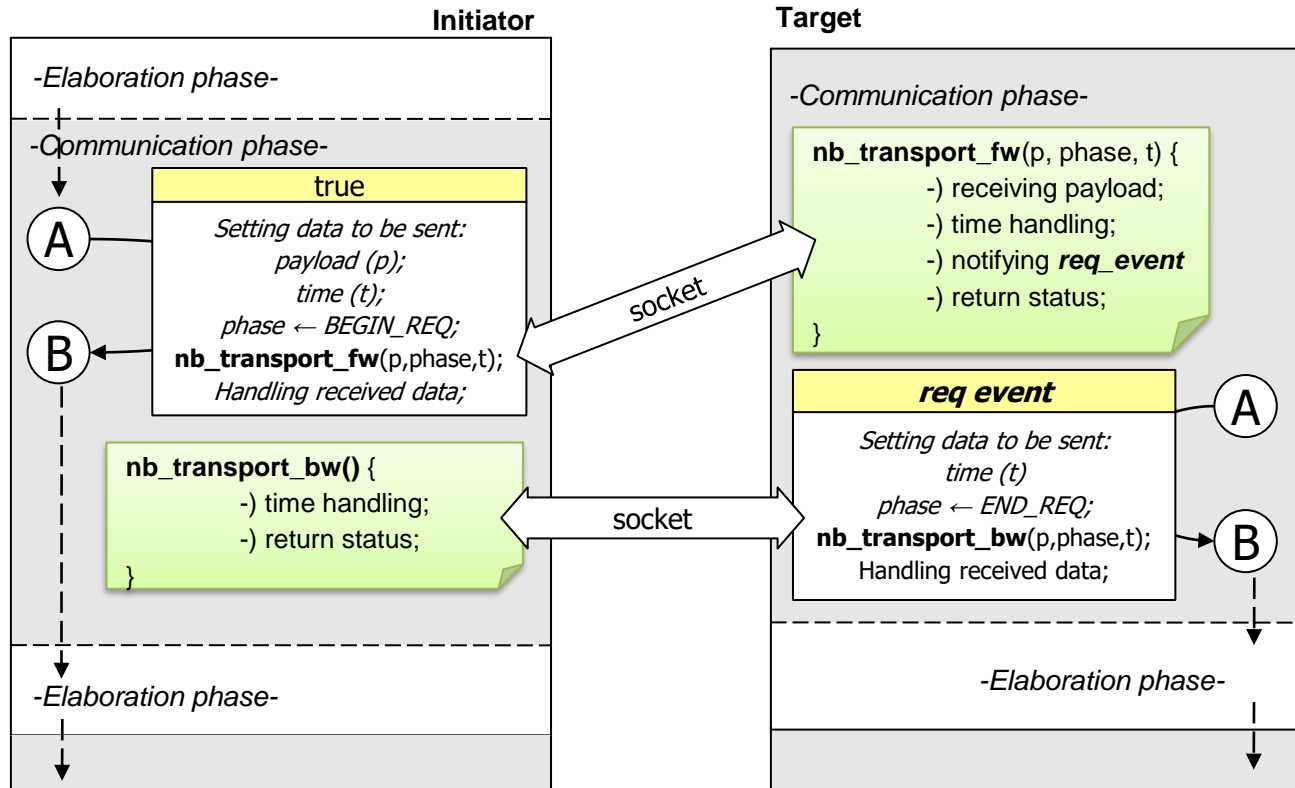 Initiator
-Elaboration phase-
-Communication phase-
true
A
Setting data to be sent:
payload (p);
time (t);
phase ← BEGIN_REQ;
B
nb_transport_fw(p,phase,t);
Handling received data;
nb_transport_bw() {
-) time handling;
-) return status;
}
-Elaboration phase-
socket
socket
Target
-Communication phase-
nb_transport_fw(p, phase, t) {
-) receiving payload;
-) time handling;
-) notifying req_event
-) return status;
}
req event
A
Setting data to be sent:
time (t)
phase ← END_REQ;
nb_transport_bw(p,phase,t);
B
Handling received data;
-Elaboration phase-